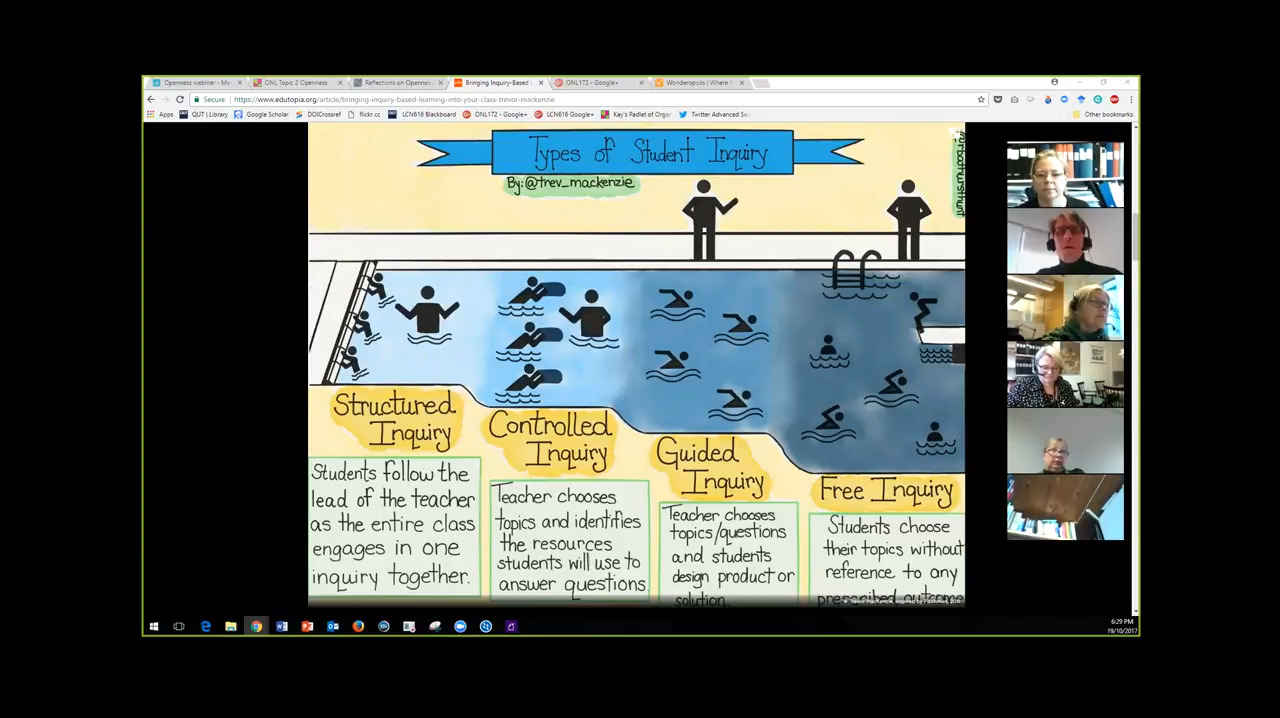 Openness webinar - Me
ONL Topic 2 Openness
Reflections on Openness
Bringing Inquiry-Based
ONL172 - Google+
Wonderopolis | Where
Secure
https://www.edutopia.org/article/bringing-inquiry-based-learning-into-your-class-trevor-mackenzie
Apps
QUT | Library
Google Scholar
DOICrossref
flickr cc
LCN616 Blackboard
ONL172 - Google+
LCN616 Google+
Kay's Padlet of Orga
Twitter Advanced Se
Other bookmarks
Types of Student Inquiry
By: @trev_mackenzie
Structured
Inquiry
Students follow the
lead of the teacher
as the entire class
engages in one
inquiry together.
Controlled
Inquiry
Teacher chooses
topics and identifies
the resources
students will use to
answer questions.
Guided
Inquiry
Teacher chooses
topics/questions
and students
design product or
solution.
Free Inquiry
Students choose
their topics without
reference to any
prescribed outcome
6:29 PM
19/10/2017